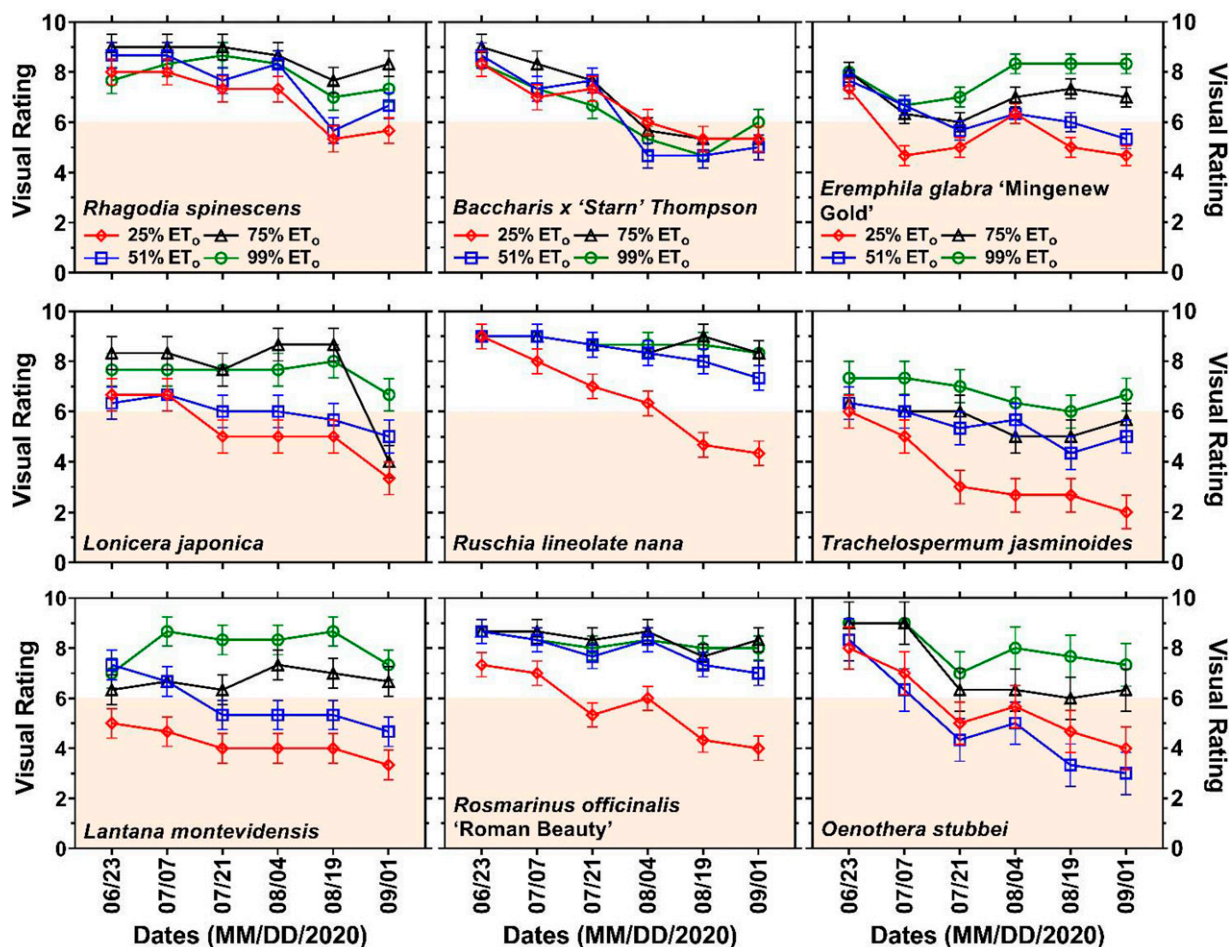 10
8
6
4
2
0
Visual Rating
Rhagodia spinescens
25% ETo 75% ETo
51% ETo 99% ETo
Baccharis x ‘Starn’ Thompson
25% ETo 75% ETo
51% ETo 99% ETo
Eremphila glabra ‘Mingenew
Gold’
25% ETo 75% ETo
51% ETo 99% ETo
10
8
6
4
2
0
Visual Rating
10
8
6
4
2
0
Visual Rating
Lonicera japonica
Ruschia lineolate nana
Trachelospermum jasminoides
10
8
6
4
2
0
Visual Rating
10
8
6
4
2
0
Visual Rating
Lantana montevidensis
Rosmarinus officinalis
‘Roman Beauty’
Oenothera stubbei
10
8
6
4
2
0
Visual Rating
06/23 07/07 07/21 08/04 08/19 09/01
06/23 07/07 07/21 08/04 08/19 09/01
06/23 07/07 07/21 08/04 08/19 09/01
Dates (MM/DD/2020)
Dates (MM/DD/2020)
Dates (MM/DD/2020)